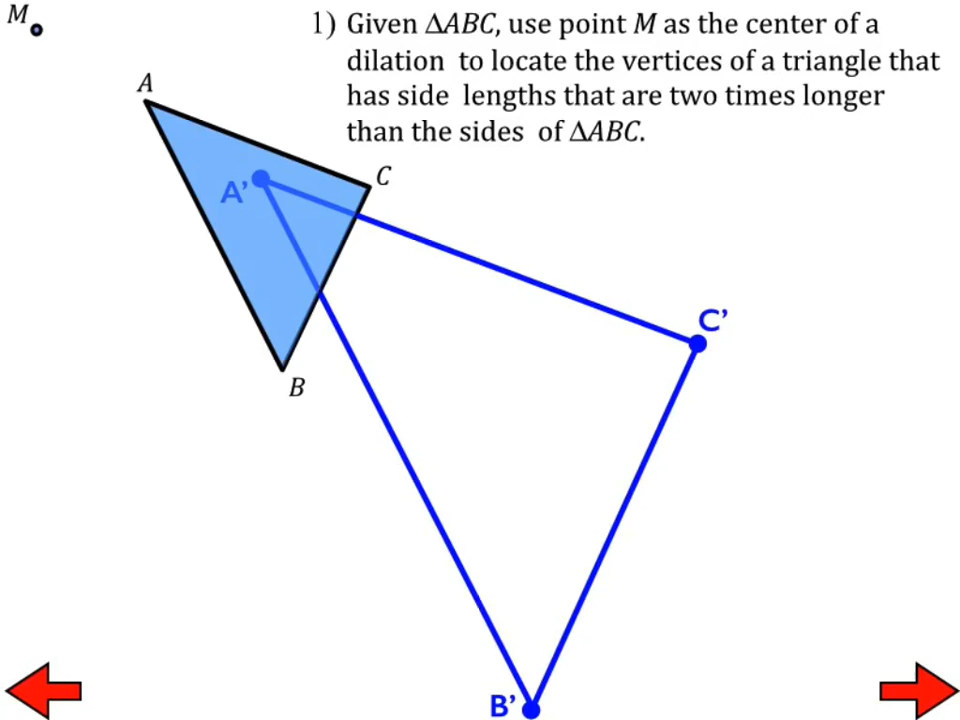 M
1) Given ΔABC, use point M as the center of a
dilation to locate the vertices of a triangle that
has side lengths that are two times longer
than the sides of ΔABC.
A
C
A’
C’
B
B’